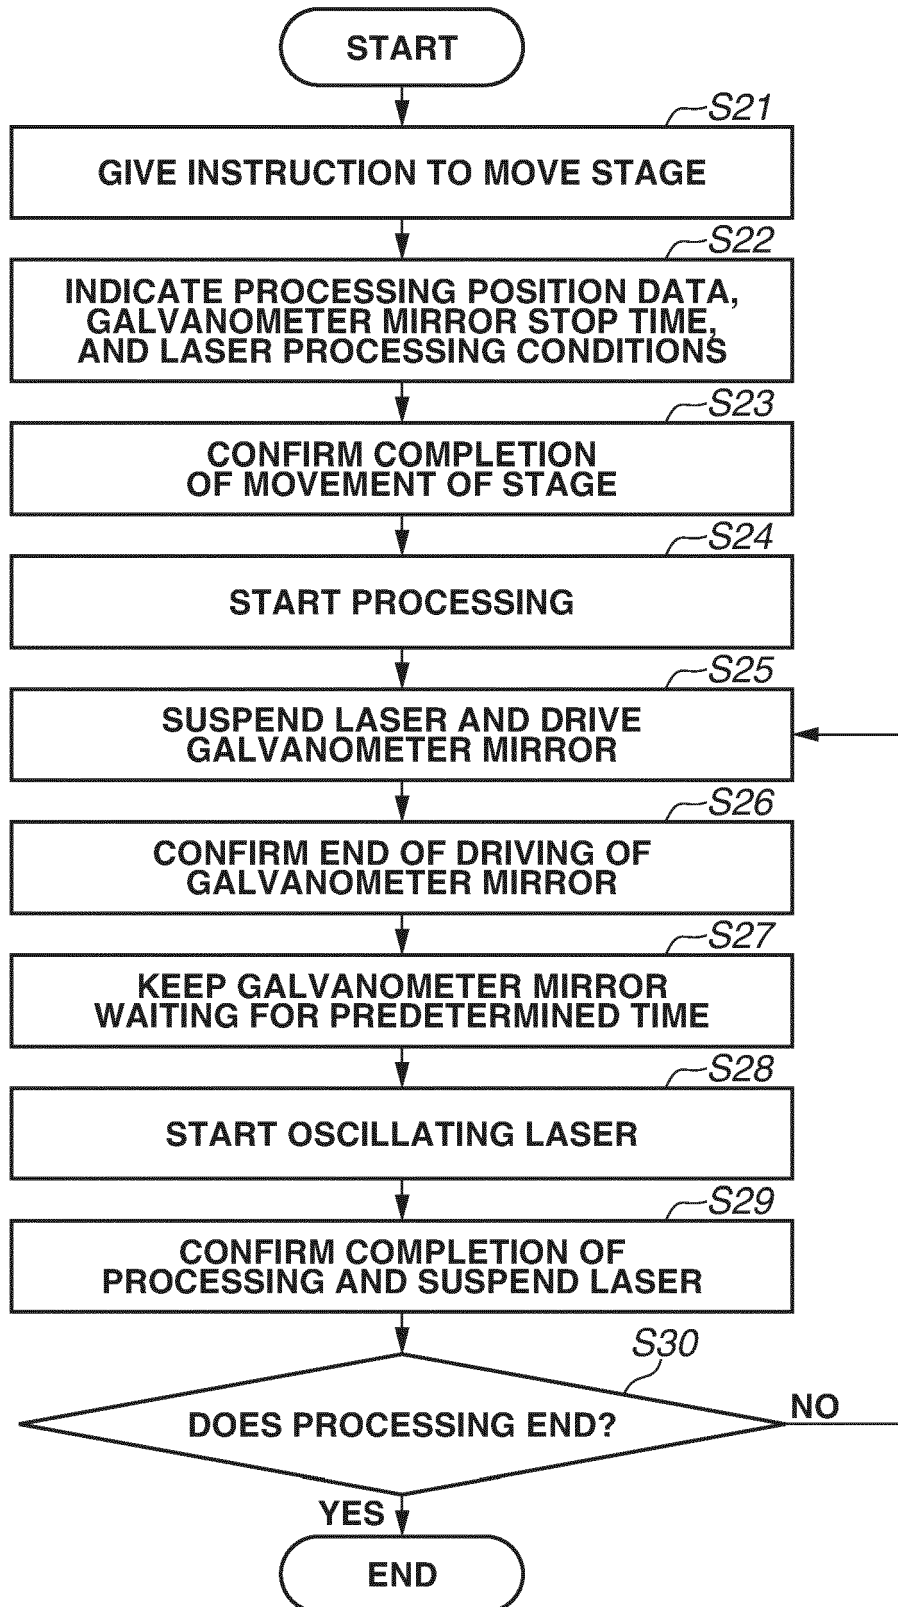 START
S21
GIVE INSTRUCTION TO MOVE STAGE
S22
INDICATE PROCESSING POSITION DATA,
GALVANOMETER MIRROR STOP TIME,
AND LASER PROCESSING CONDITIONS
S23
CONFIRM COMPLETION
OF MOVEMENT OF STAGE
S24
START PROCESSING
S25
SUSPEND LASER AND DRIVE
GALVANOMETER MIRROR
S26
CONFIRM END OF DRIVING OF
GALVANOMETER MIRROR
S27
KEEP GALVANOMETER MIRROR
WAITING FOR PREDETERMINED TIME
S28
START OSCILLATING LASER
S29
CONFIRM COMPLETION OF
PROCESSING AND SUSPEND LASER
S30
DOES PROCESSING END?
NO
YES
END